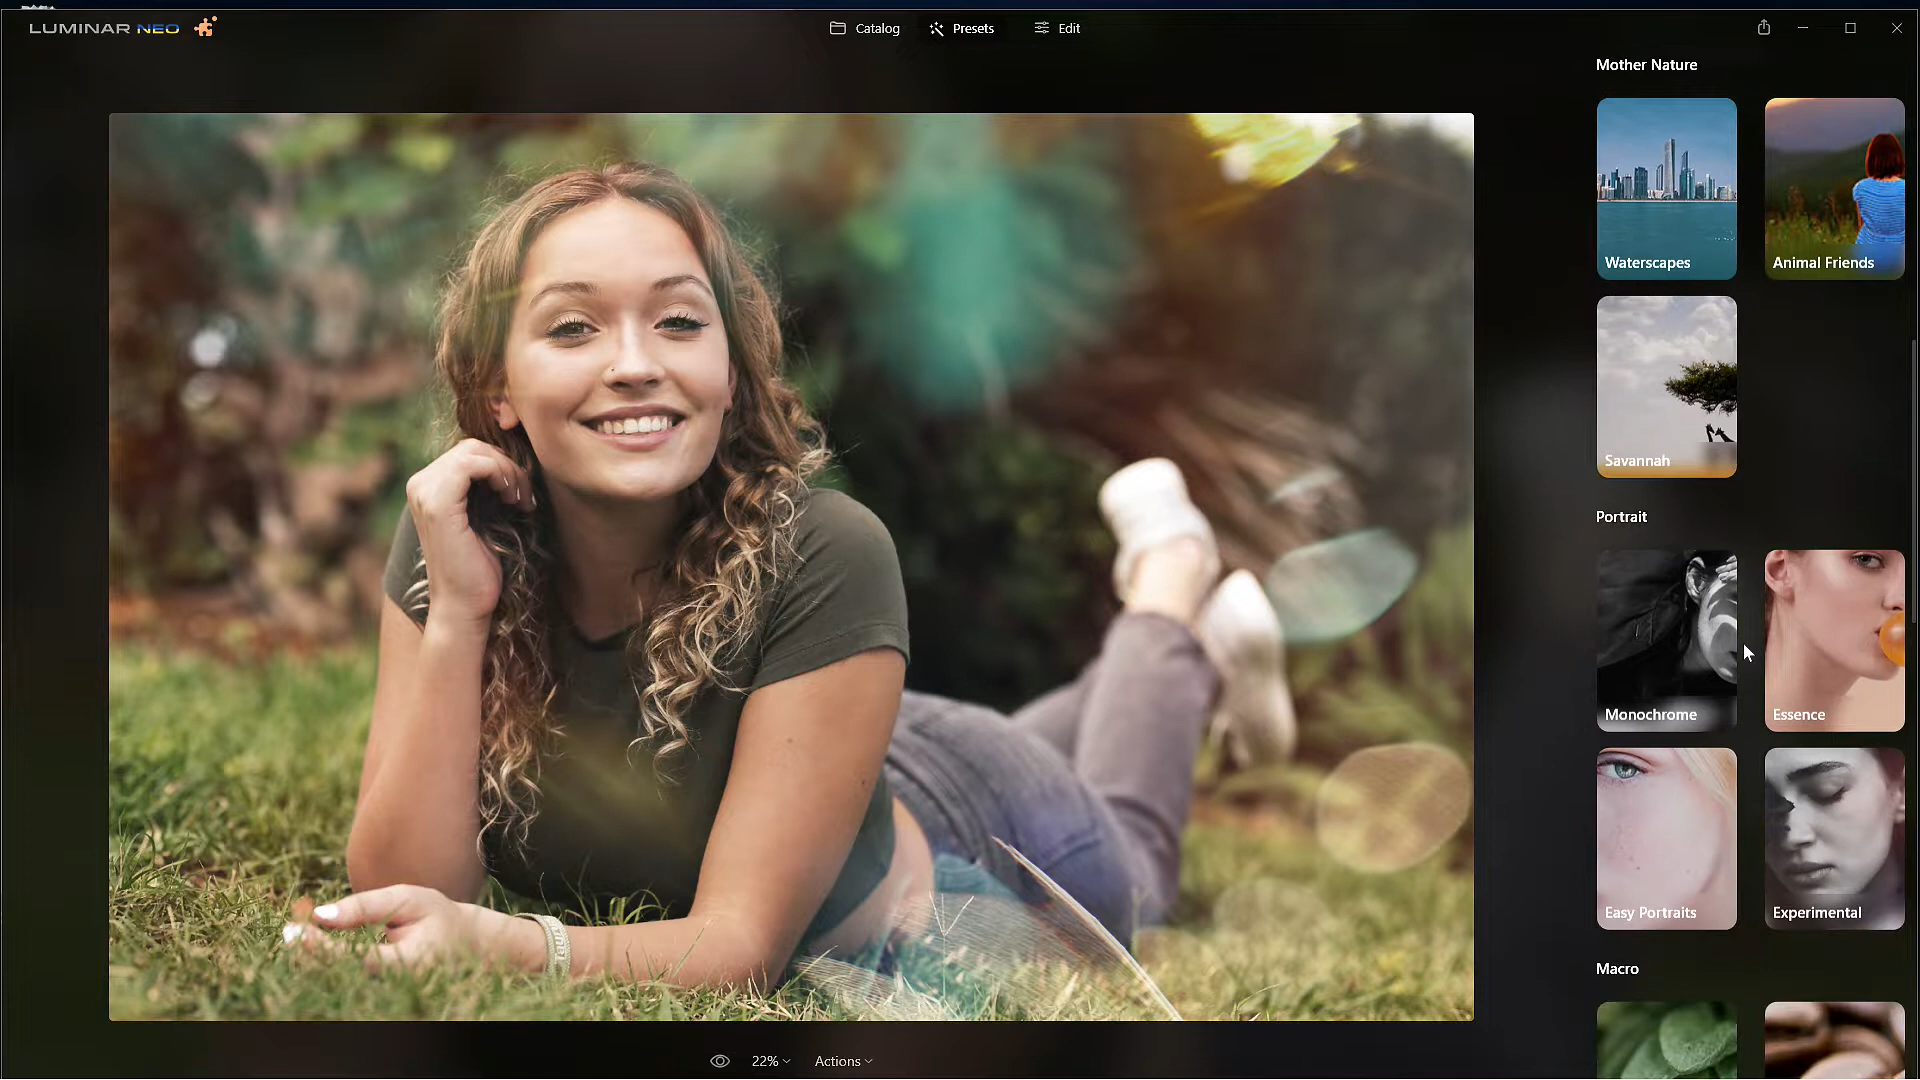 LUMINAR NEO
Catalog
Presets
Edit
Mother Nature
Waterscapes
Animal Friends
Savannah
Portrait
Monochrome
Essence
Easy Portraits
Experimental
Macro
22%
Actions